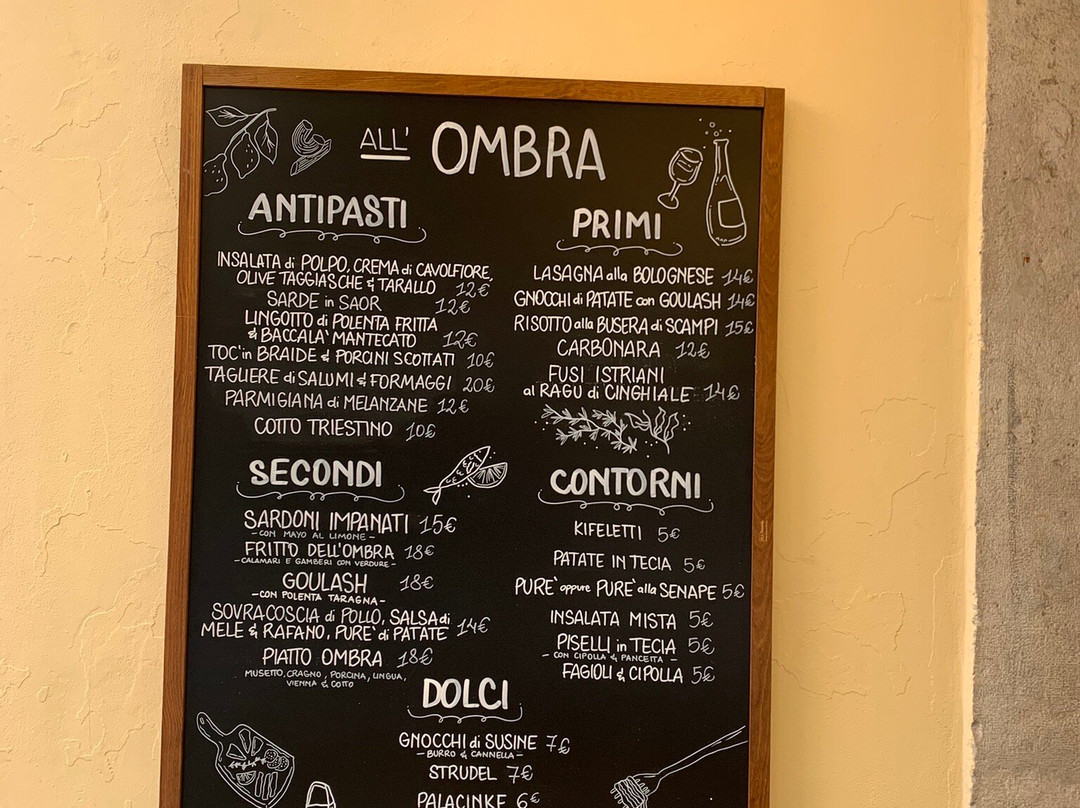 ALL' OMBRA
ANTIPASTI
INSALATA di POLPO, CREMA di CAVOLFIORE,
OLIVE TAGGIASCHE & TARALLO 12€
SARDE in SAOR 12€
LINGOTTO di POLENTA FRITTA
& BACCALA' MANTECATO 12€
TOC' in BRAIDE & PORCINI SCOTTATI 10€
TAGLIERE di SALUMI & FORMAGGI 20€
PARMIGIANA di MELANZANE 12€
COTTO TRIESTINO 10€
PRIMI
LASAGNA alla BOLOGNESE 14€
GNOCCHI di PATATE con GOULASH 14€
RISOTTO alla BUSERA di SCAMPI 15€
CARBONARA 12€
FUSI ISTRIANI
al RAGU di CINGHIALE 14€
SECONDI
SARDONI IMPANATI 15€
- CON MAYO AL LIMONE -
FRITTO DELL'OMBRA 18€
- CALAMARI E GAMBERI CON VERDURE -
GOULASH 18€
- CON POLENTA TARAGNA -
SOVRACOSCIA di POLLO, SALSA di
MELE & RAFANO, PURE' di PATATE 14€
PIATTO OMBRA 18€
MUSETTO, CRAGNO, PORCINA, LINGUA,
VIENNA & COTTO
CONTORNI
KIFELETTI 5€
PATATE IN TECIA 5€
PURE' oppure PURE' alla SENAPE 5€
INSALATA MISTA 5€
PISELLI in TECIA 5€
- CON CIPOLLA & PANCETTA -
FAGIOLI & CIPOLLA 5€
DOLCI
GNOCCHI di SUSINE 7€
- BURRO & CANNELLA -
STRUDEL 7€
PALACINKE 6€